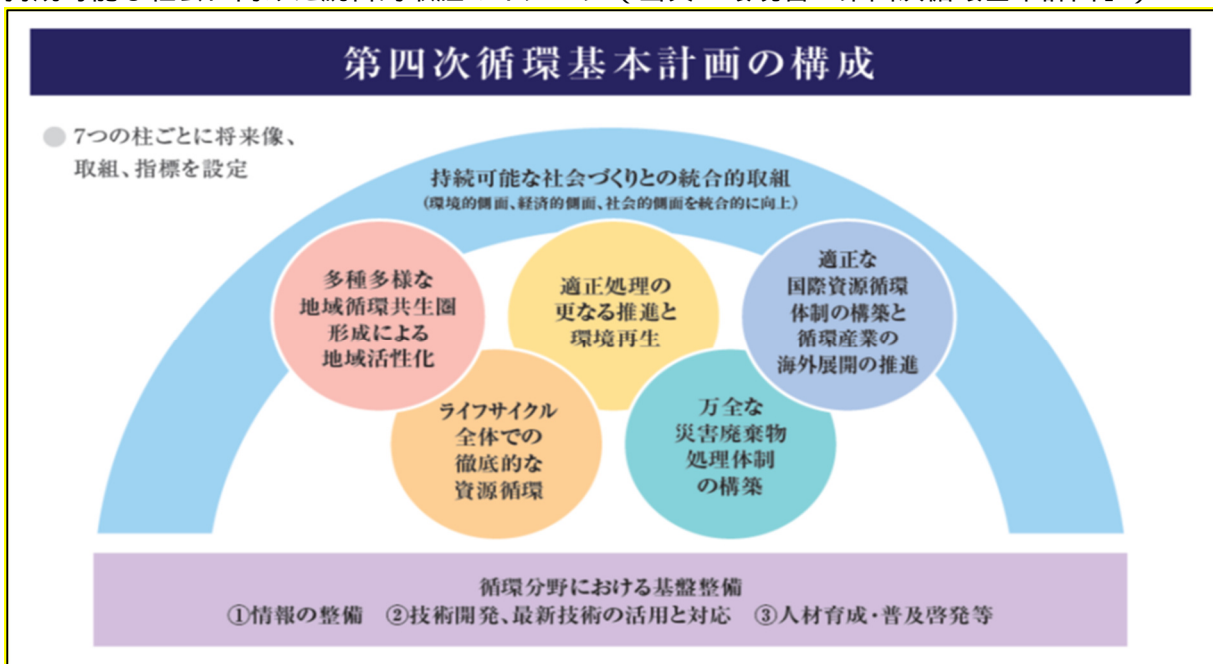 第四次循環基本計画の構成
7つの柱ごとに将来像、
取組、指標を設定
持続可能な社会づくりとの統合的取組
(環境的側面、経済的側面、社会的側面を統合的に向上)
多種多様な
地域循環共生圏
形成による
地域活性化
適正処理の
更なる推進と
環境再生
適正な
国際資源循環
体制の構築と
循環産業の
海外展開の推進
ライフサイクル
全体での
徹底的な
資源循環
万全な
災害廃棄物
処理体制
の構築
循環分野における基盤整備
①情報の整備 ②技術開発、最新技術の活用と対応 ③人材育成・普及啓発等